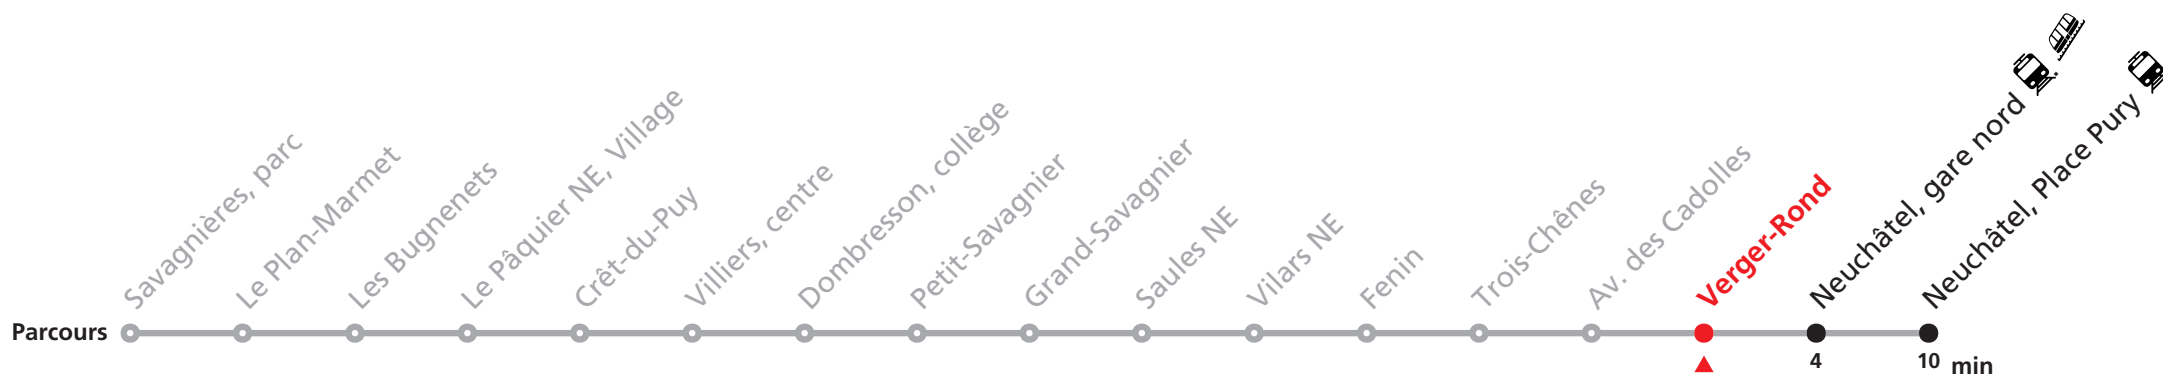 Savagnières, parc
Le Plan-Marmet
Les Bugnenets
Le Pâquier NE, Village
Crêt-du-Puy
Villiers, centre
Dombresson, collège
Petit-Savagnier
Grand-Savagnier
Saules NE
Vilars NE
Fenin
Trois-Chênes
Av. des Cadolles
Verger-Rond
Neuchâtel, gare nord
Neuchâtel, Place Pury
Parcours
4 10 min